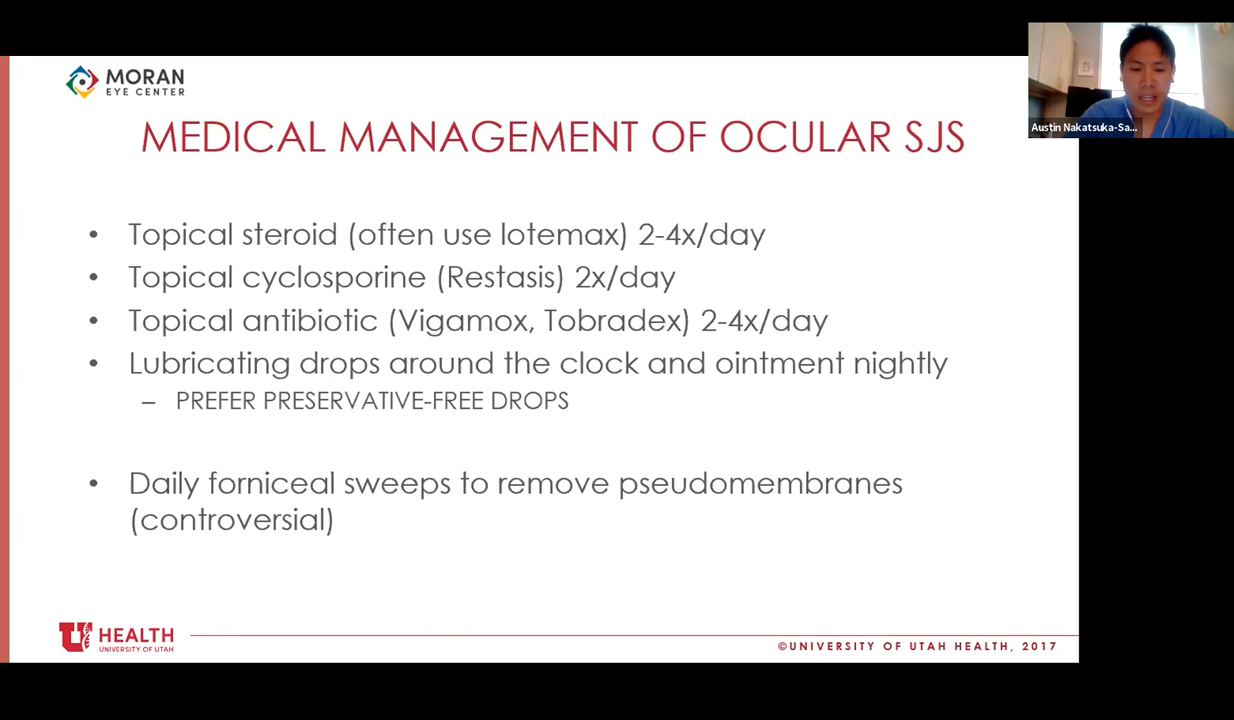 MORAN
EYE CENTER
MEDICAL MANAGEMENT OF OCULAR SJS
• Topical steroid (often use lotemax) 2-4x/day
• Topical cyclosporine (Restasis) 2x/day
• Topical antibiotic (Vigamox, Tobradex) 2-4x/day
• Lubricating drops around the clock and ointment nightly
– PREFER PRESERVATIVE-FREE DROPS
• Daily forniceal sweeps to remove pseudomembranes
(controversial)
U HEALTH
UNIVERSITY OF UTAH
©UNIVERSITY OF UTAH HEALTH, 2017
Austin Nakatsuka-Sa...